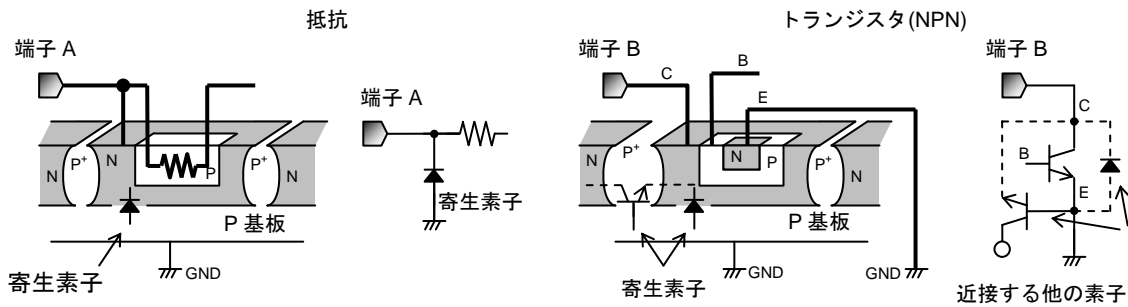 抵抗
端子 A
端子 A
N
P+
N
P
P+
N
寄生素子
P 基板
GND
寄生素子
トランジスタ(NPN)
端子 B
B
C
E
N
P+
N
P
P+
N
P 基板
GND
GND
寄生素子
端子 B
C
B
E
近接する他の素子